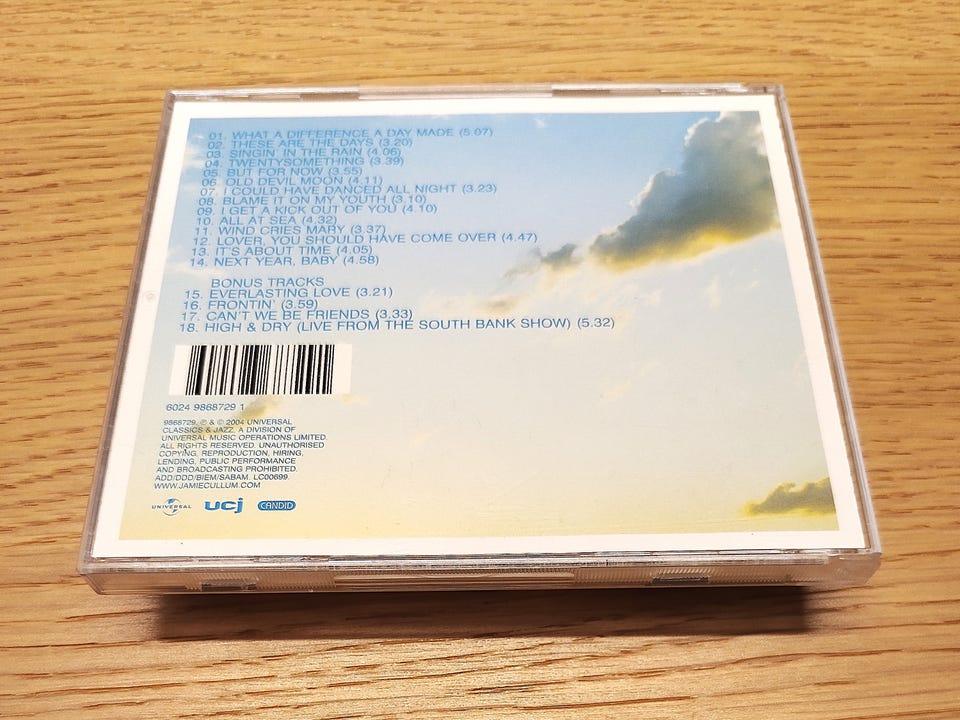 01. WHAT A DIFFERENCE A DAY MADE (5.07)
02. THESE ARE THE DAYS (3.20)
03. SINGIN' IN THE RAIN (4.06)
04. TWENTYSOMETHING (3.39)
05. BUT FOR NOW (3.55)
06. OLD DEVIL MOON (4.11)
07. I COULD HAVE DANCED ALL NIGHT (3.23)
08. BLAME IT ON MY YOUTH (3.10)
09. I GET A KICK OUT OF YOU (4.10)
10. ALL AT SEA (4.32)
11. WIND CRIES MARY (3.37)
12. LOVER, YOU SHOULD HAVE COME OVER (4.47)
13. IT'S ABOUT TIME (4.05)
14. NEXT YEAR, BABY (4.58)
BONUS TRACKS
15. EVERLASTING LOVE (3.21)
16. FRONTIN' (3.59)
17. CAN'T WE BE FRIENDS (3.33)
18. HIGH & DRY (LIVE FROM THE SOUTH BANK SHOW) (5.32)
6024 9868729 1
9868729. ℗ & © 2004 UNIVERSAL
CLASSICS & JAZZ, A DIVISION OF
UNIVERSAL MUSIC OPERATIONS LIMITED.
ALL RIGHTS RESERVED. UNAUTHORISED
COPYING, REPRODUCTION, HIRING,
LENDING, PUBLIC PERFORMANCE
AND BROADCASTING PROHIBITED.
ADD/DDD/BIEM/SABAM. LC00699.
WWW.JAMIECULLUM.COM
UNIVERSAL ucj CANDID